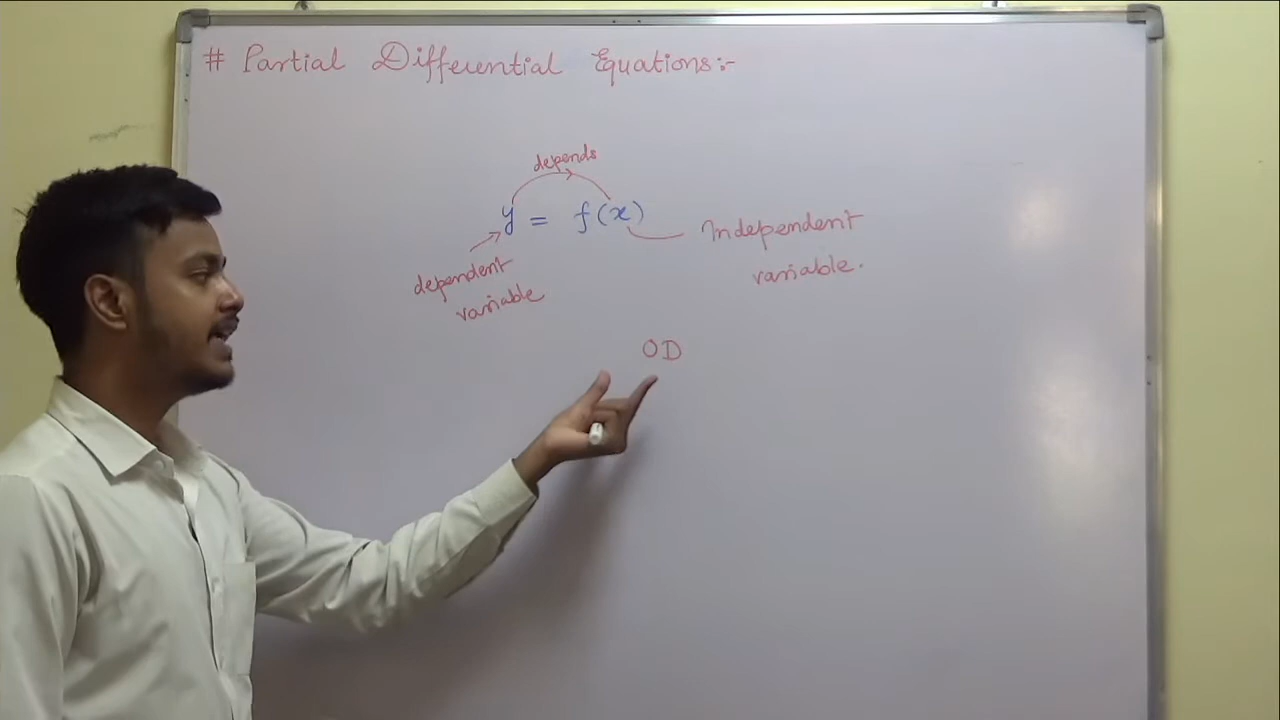 # Partial Differential Equations:-
depends
y = f(x)
Independent
variable.
dependent
variable
OD